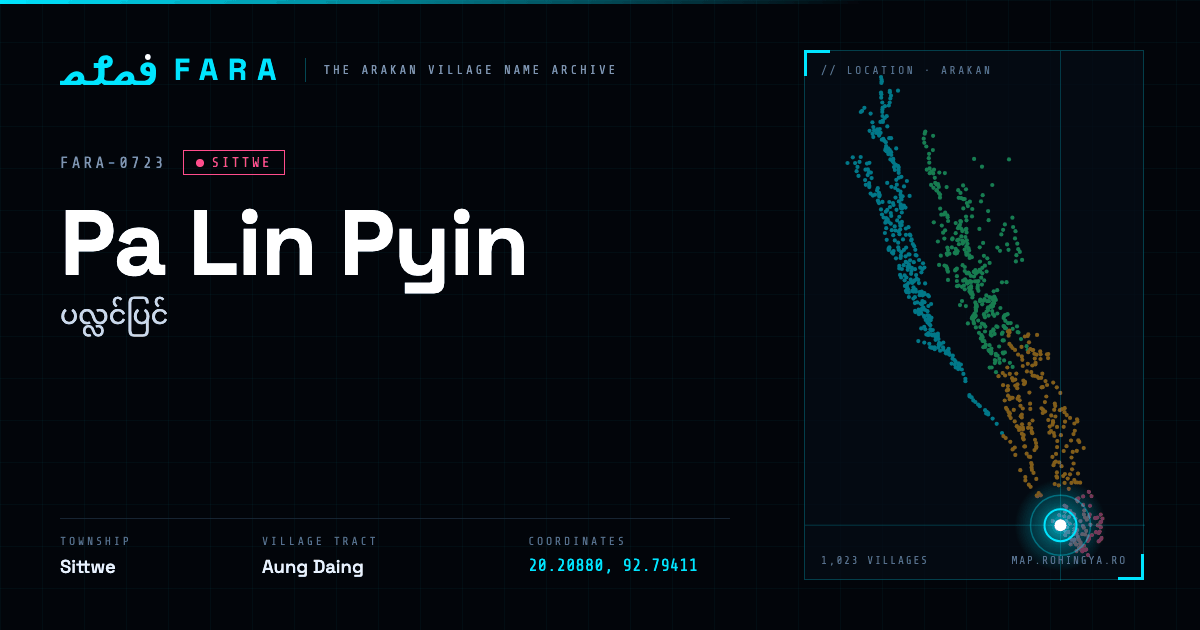 FARA
THE ARAKAN VILLAGE NAME ARCHIVE
// LOCATION · ARAKAN
FARA-0723
SITTWE
Pa Lin Pyin
ပလ္လင်ပြင်
TOWNSHIP
Sittwe
VILLAGE TRACT
Aung Daing
COORDINATES
20.20880, 92.79411
1,023 VILLAGES
MAP.ROHINGYA.RO